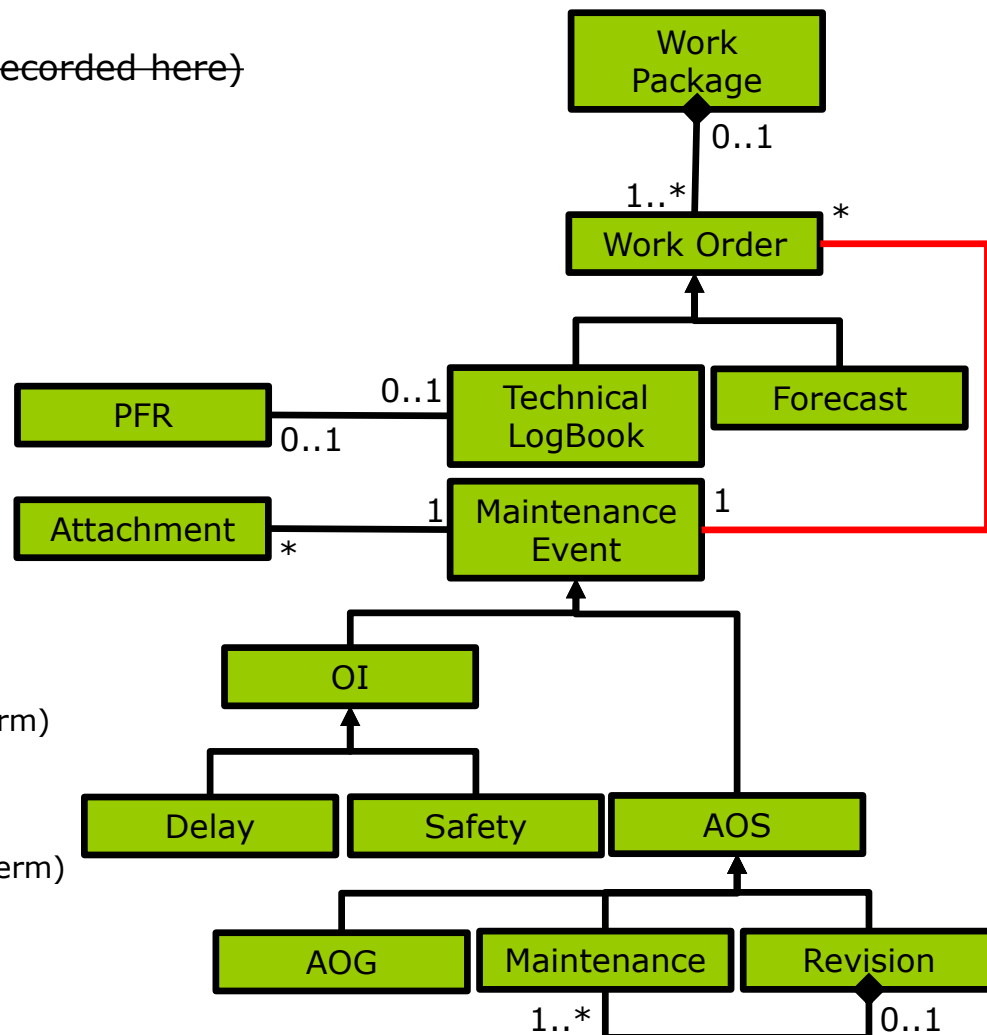 ecorded here)
Work
Package
0..1
1..*
*
Work Order
Technical
LogBook
Forecast
PFR
0..1
0..1
Attachment
*
1
Maintenance
Event
1
OI
erm)
Delay
Safety
AOS
erm)
AOG
Maintenance
Revision
1..*
0..1